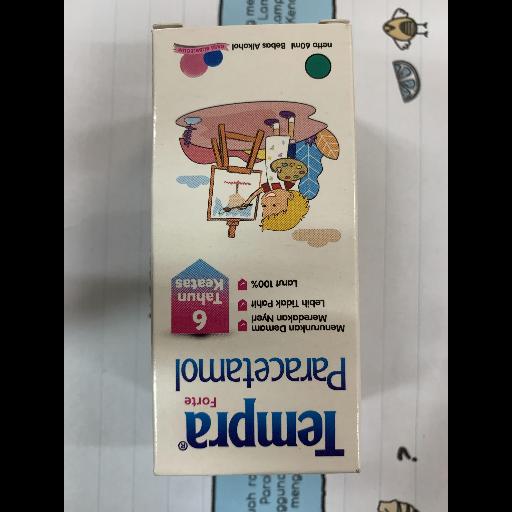 Tempra®
Forte
Paracetamol
Menurunkan Demam
Meredakan Nyeri
Lebih Tidak Pahit
Larut 100%
6
Tahun
Keatas
netto 60ml Bebas Alkohol